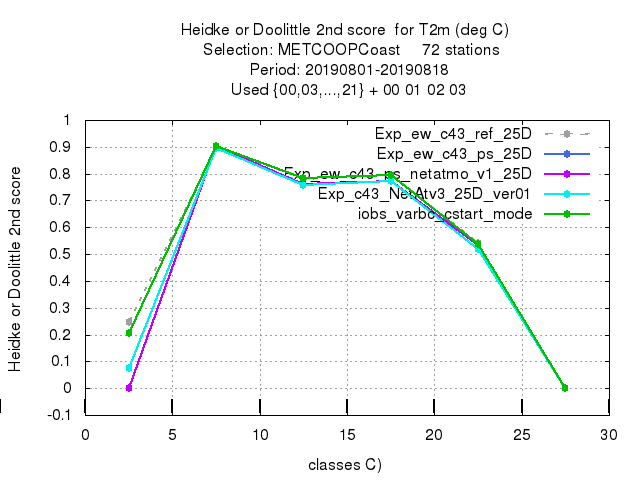 Heidke or Doolittle 2nd score for T2m (deg C)
Selection: METCOOPCoast 72 stations
Period: 20190801-20190818
Used {00,03,...,21} + 00 01 02 03
Heidke or Doolittle 2nd score
1
0.9
0.8
0.7
0.6
0.5
0.4
0.3
0.2
0.1
0
-0.1
Exp_ew_c43_ref_25D
Exp_ew_c43_ps_25D
Exp_ew_c43_ps_netatmo_v1_25D
Exp_c43_NetAtv3_25D_ver01
iobs_varbc_cstart_mode
0 5 10 15 20 25 30
classes C)